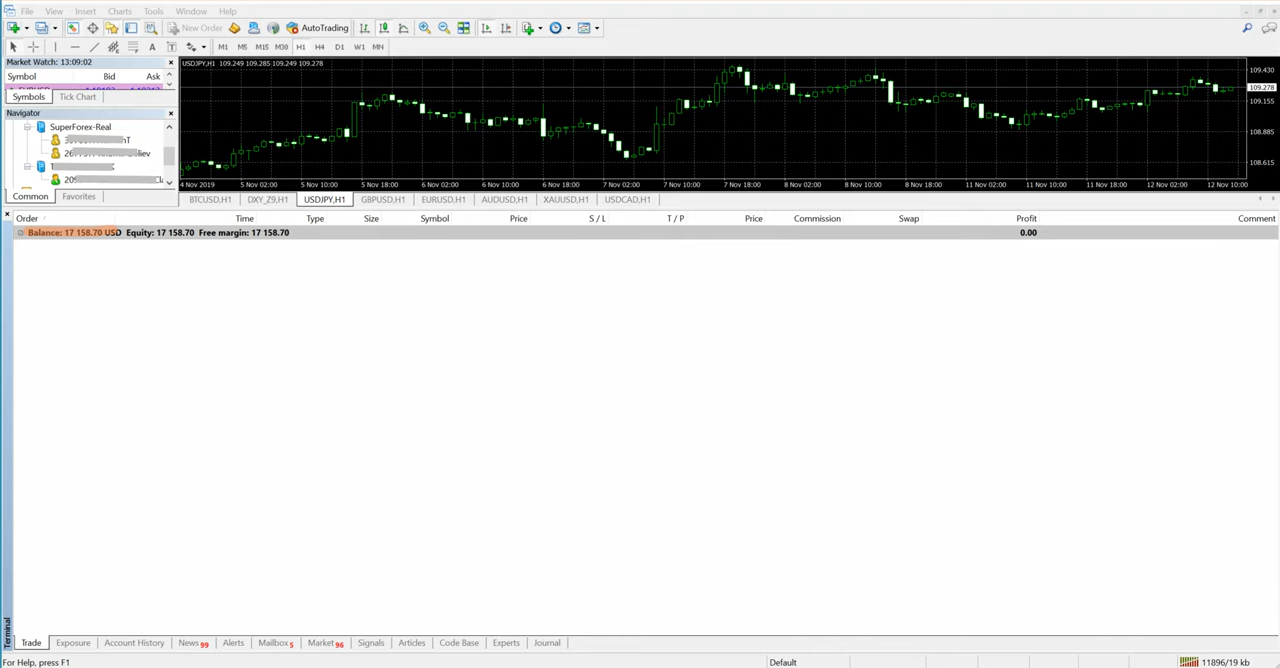 File View Insert Charts Tools Window Help
New Order AutoTrading
A T M1 M5 M15 M30 H1 H4 D1 W1 MN
Market Watch: 13:09:02
Symbol Bid Ask
Symbols Tick Chart
Navigator
SuperForex-Real
Common Favorites
USDJPY,H1 109.249 109.285 109.249 109.278
109.430
109.278
109.155
108.885
108.615
4 Nov 2019 5 Nov 02:00 5 Nov 10:00 5 Nov 18:00 6 Nov 02:00 6 Nov 10:00 6 Nov 18:00 7 Nov 02:00 7 Nov 10:00 7 Nov 18:00 8 Nov 02:00 8 Nov 10:00 8 Nov 18:00 11 Nov 02:00 11 Nov 10:00 11 Nov 18:00 12 Nov 02:00 12 Nov 10:00
BTCUSD,H1 DXY_Z9,H1 USDJPY,H1 GBPUSD,H1 EURUSD,H1 AUDUSD,H1 XAUUSD,H1 USDCAD,H1
Order Time Type Size Symbol Price S / L T / P Price Commission Swap Profit Comment
Balance: 17 158.70 USD Equity: 17 158.70 Free margin: 17 158.70 0.00
Terminal
Trade Exposure Account History News 99 Alerts Mailbox 5 Market 96 Signals Articles Code Base Experts Journal
For Help, press F1 Default 11896/19 kb